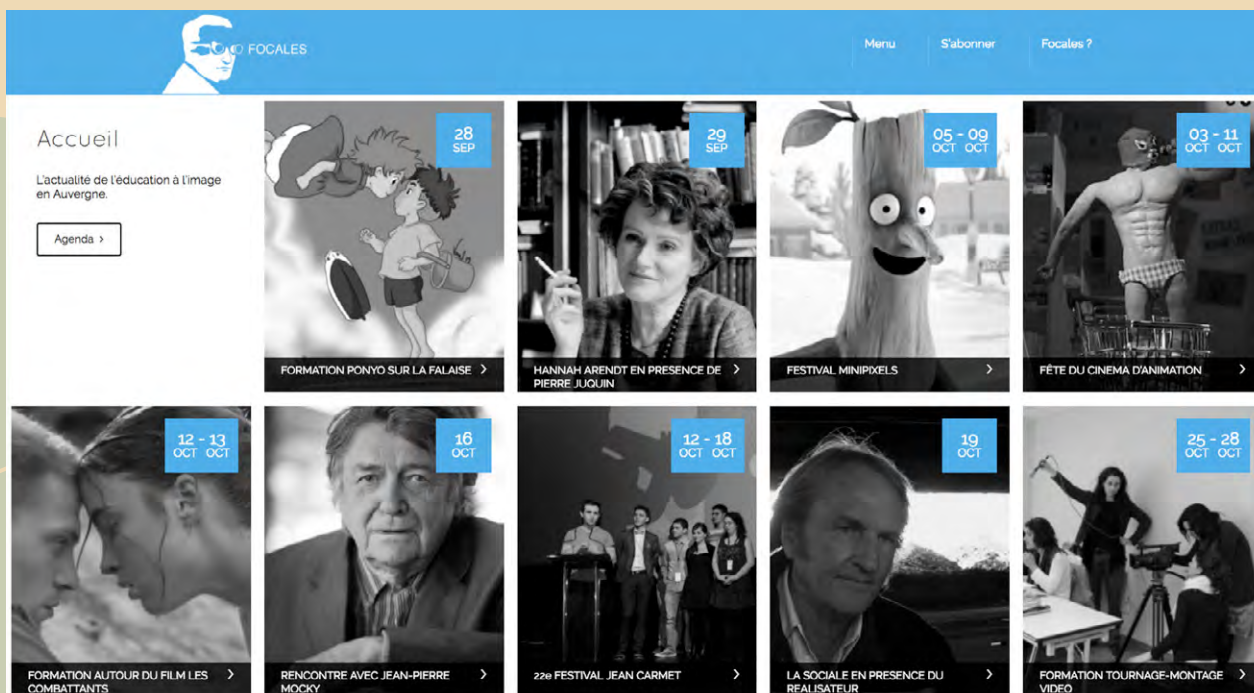 FOCALES
Menu
S'abonner
Focales ?
Accueil
L'actualité de l'éducation à l'image
en Auvergne.
Agenda ›
28
SEP
FORMATION PONYO SUR LA FALAISE ›
29
SEP
HANNAH ARENDT EN PRESENCE DE ›
PIERRE JUQUIN
05 - 09
OCT OCT
FESTIVAL MINIPIXELS ›
03 - 11
OCT OCT
FÊTE DU CINEMA D'ANIMATION ›
12 - 13
OCT OCT
FORMATION AUTOUR DU FILM LES ›
COMBATTANTS
16
OCT
RENCONTRE AVEC JEAN-PIERRE ›
MOCKY
12 - 18
OCT OCT
22e FESTIVAL JEAN CARMET ›
19
OCT
LA SOCIALE EN PRESENCE DU ›
REALISATEUR
25 - 28
OCT OCT
FORMATION TOURNAGE-MONTAGE ›
VIDEO